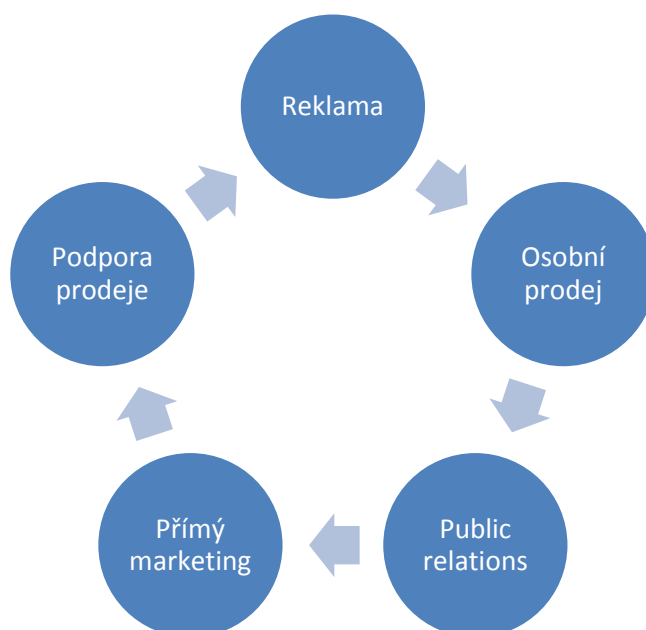 Reklama
Osobní
prodej
Public
relations
Přímý
marketing
Podpora
prodeje